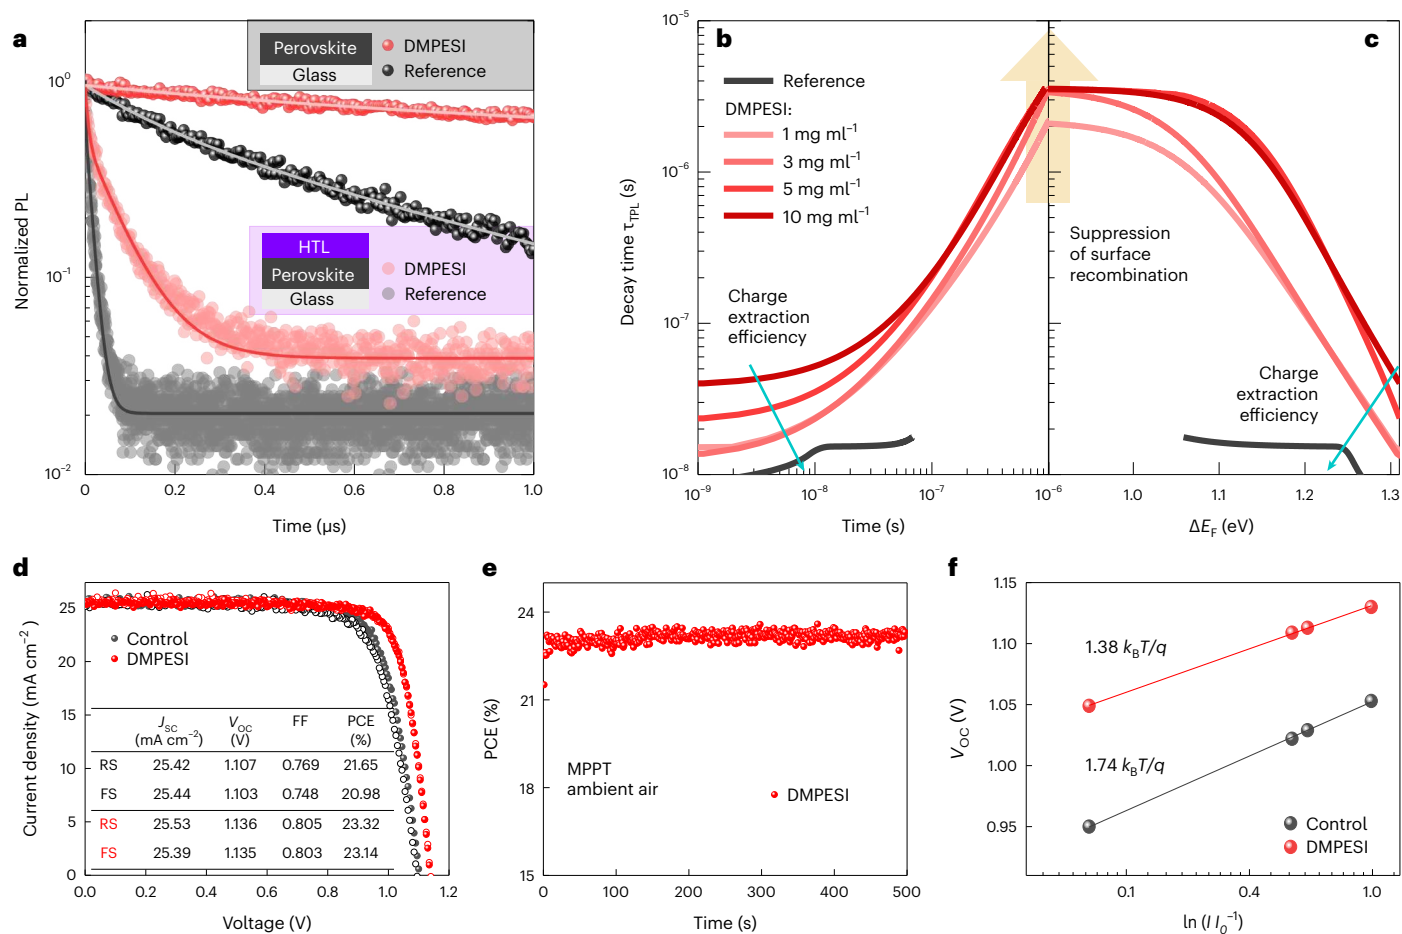 a
Perovskite
Glass
DMPESI
Reference
10⁰
10⁻¹
10⁻²
Normalized PL
HTL
Perovskite
Glass
DMPESI
Reference
0 0.2 0.4 0.6 0.8 1.0
Time (µs)
b
c
10⁻⁵
10⁻⁶
10⁻⁷
10⁻⁸
Decay time τTPL (s)
Reference
DMPESI:
1 mg ml⁻¹
3 mg ml⁻¹
5 mg ml⁻¹
10 mg ml⁻¹
Charge
extraction
efficiency
Suppression
of surface
recombination
Charge
extraction
efficiency
10⁻⁹ 10⁻⁸ 10⁻⁷ 10⁻⁶ 1.0 1.1 1.2 1.3
Time (s)
ΔEF (eV)
d
25
20
15
10
5
0
Current density (mA cm⁻²)
Control
DMPESI
JSC VOC FF PCE
(mA cm⁻²) (V) (%)
RS 25.42 1.107 0.769 21.65
FS 25.44 1.103 0.748 20.98
RS 25.53 1.136 0.805 23.32
FS 25.39 1.135 0.803 23.14
0.0 0.2 0.4 0.6 0.8 1.0 1.2
Voltage (V)
e
24
21
18
15
PCE (%)
MPPT
ambient air
DMPESI
0 100 200 300 400 500
Time (s)
f
1.15
1.10
1.05
1.00
0.95
VOC (V)
1.38 kBT/q
1.74 kBT/q
Control
DMPESI
0.1 0.4 1.0
ln (I I0⁻¹)